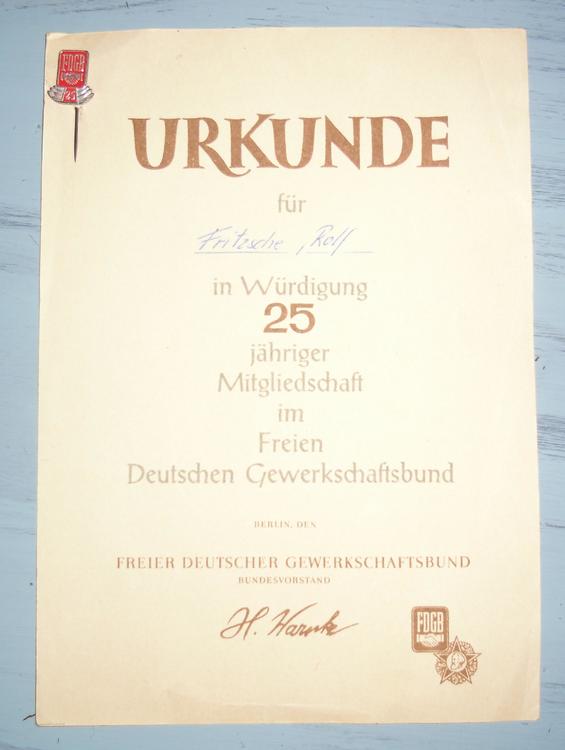 FDGB
25
URKUNDE
für
Fritzsche, Rolf
in Würdigung
25
jähriger
Mitgliedschaft
im
Freien
Deutschen Gewerkschaftsbund
BERLIN, DEN
FREIER DEUTSCHER GEWERKSCHAFTSBUND
BUNDESVORSTAND
H. Warnke
FDGB